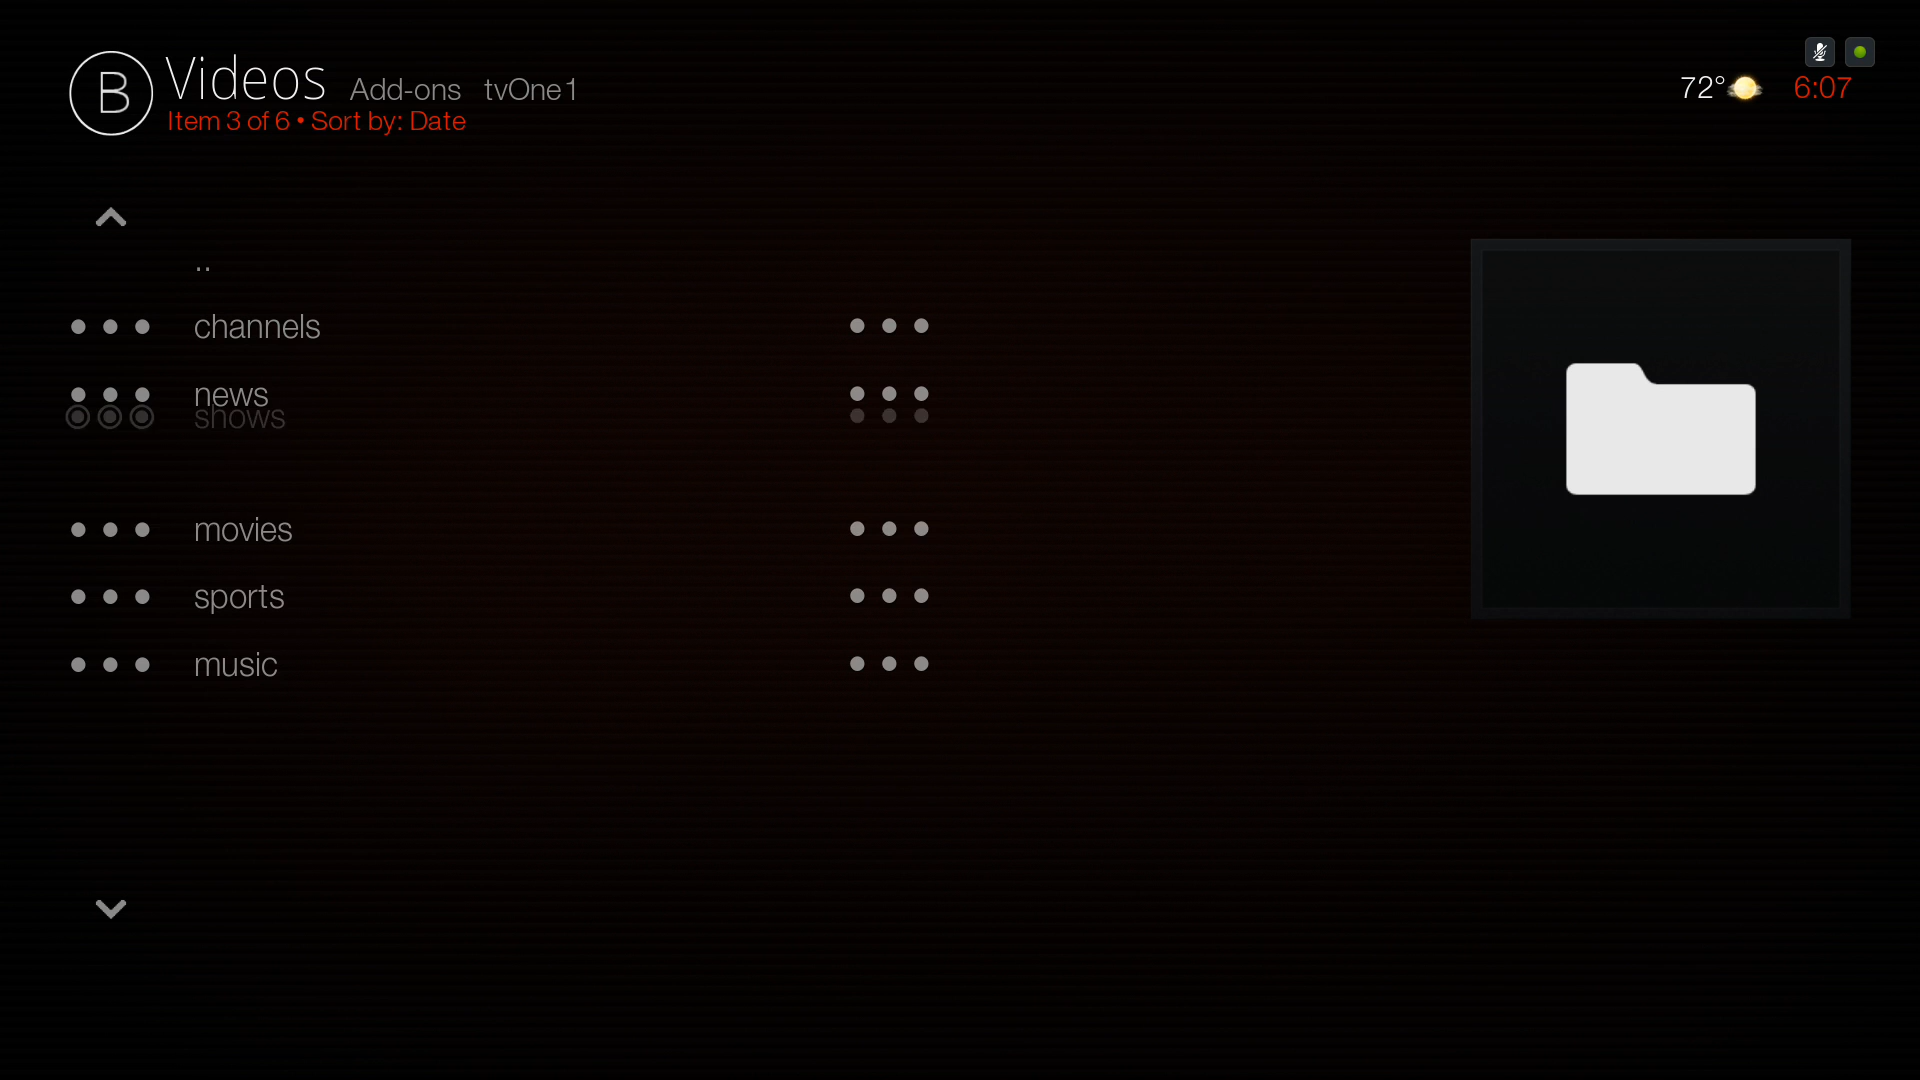 B
Videos Add-ons tvOne1
Item 3 of 6 • Sort by: Date
72° 6:07
..
channels
news
shows
movies
sports
music